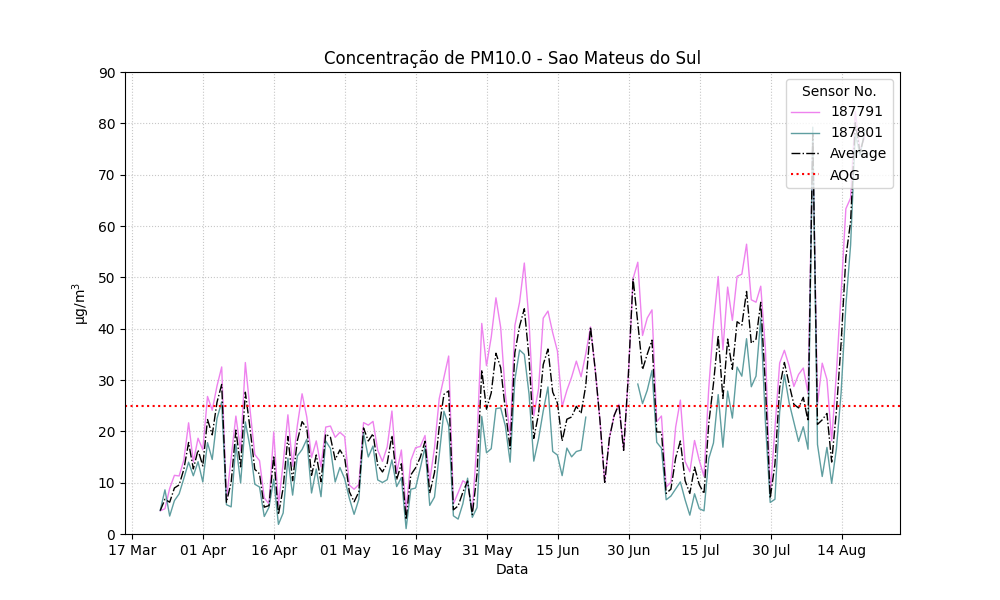 Concentração de PM10.0 - Sao Mateus do Sul
Sensor No.
187791
187801
Average
AQG
µg/m³
90
80
70
60
50
40
30
20
10
0
17 Mar 01 Apr 16 Apr 01 May 16 May 31 May 15 Jun 30 Jun 15 Jul 30 Jul 14 Aug
Data